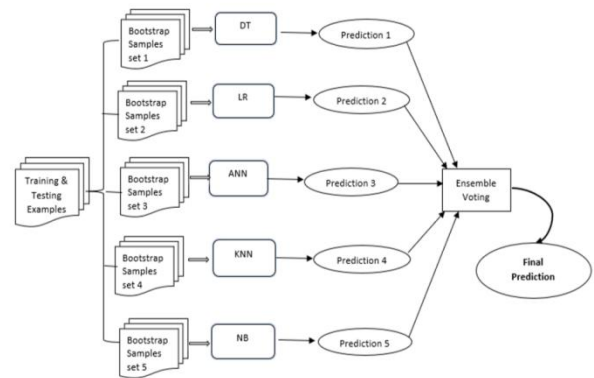 Training &
Testing
Examples
Bootstrap
Samples
set 1
DT
Prediction 1
Bootstrap
Samples
set 2
LR
Prediction 2
Bootstrap
Samples
set 3
ANN
Prediction 3
Bootstrap
Samples
set 4
KNN
Prediction 4
Bootstrap
Samples
set 5
NB
Prediction 5
Ensemble
Voting
Final
Prediction